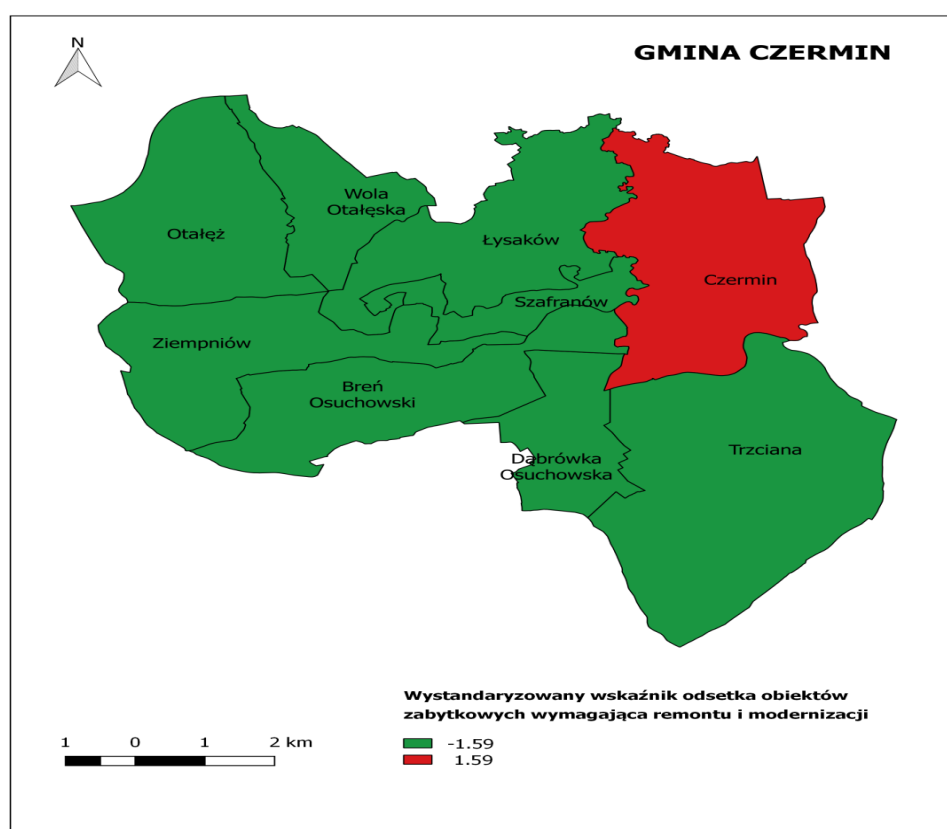 N
GMINA CZERMIN
Wola
Otałęska
Otałęż
Łysaków
Czermin
Szafranów
Ziempniów
Breń
Osuchowski
Trzciana
Dąbrówka
Osuchowska
Wystandaryzowany wskaźnik odsetka obiektów
zabytkowych wymagająca remontu i modernizacji
1 0 1 2 km
-1.59
1.59